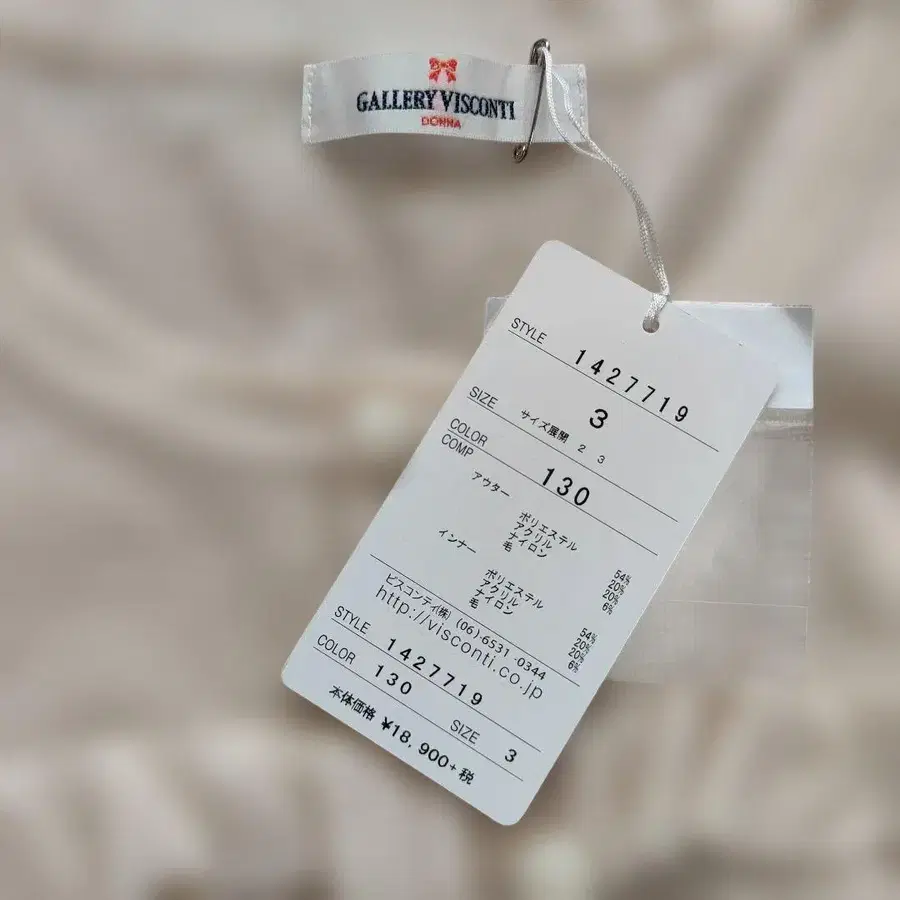 GALLERY VISCONTI
DONNA
STYLE 1427719
SIZE 3
サイズ展開 2 3
COLOR 130
COMP
アウター
ポリエステル 54%
アクリル 20%
ナイロン 20%
毛 6%
インナー
ポリエステル 54%
アクリル 20%
ナイロン 20%
毛 6%
ビスコンティ(株) (06)6531-0344
http://visconti.co.jp
STYLE 1427719
COLOR 130 SIZE 3
本体価格 ¥18,900+税